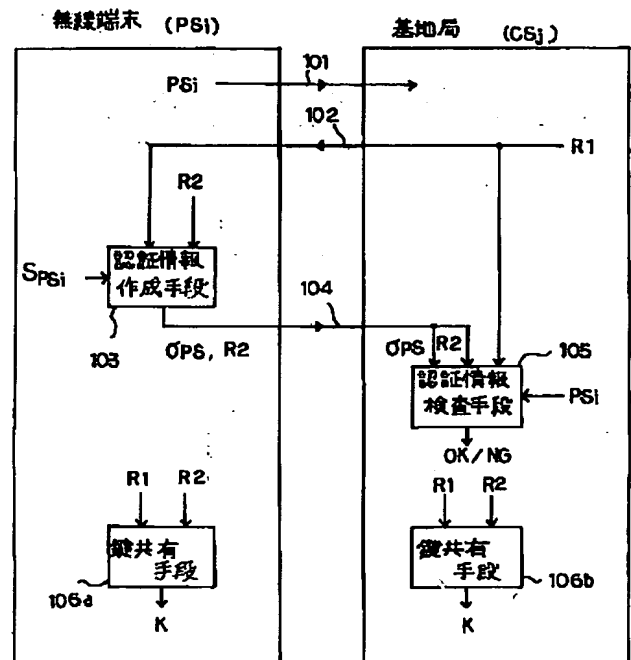 無線端末 (PSi)
基地局 (CSj)
101
PSi
102
R1
R2
認証情報
作成手段
SPSi
103
104
σPS, R2
σPS R2
105
認証情報
検査手段
PSi
OK/NG
R1 R2
鍵共有
手段
106a
K
R1 R2
鍵共有
手段
106b
K